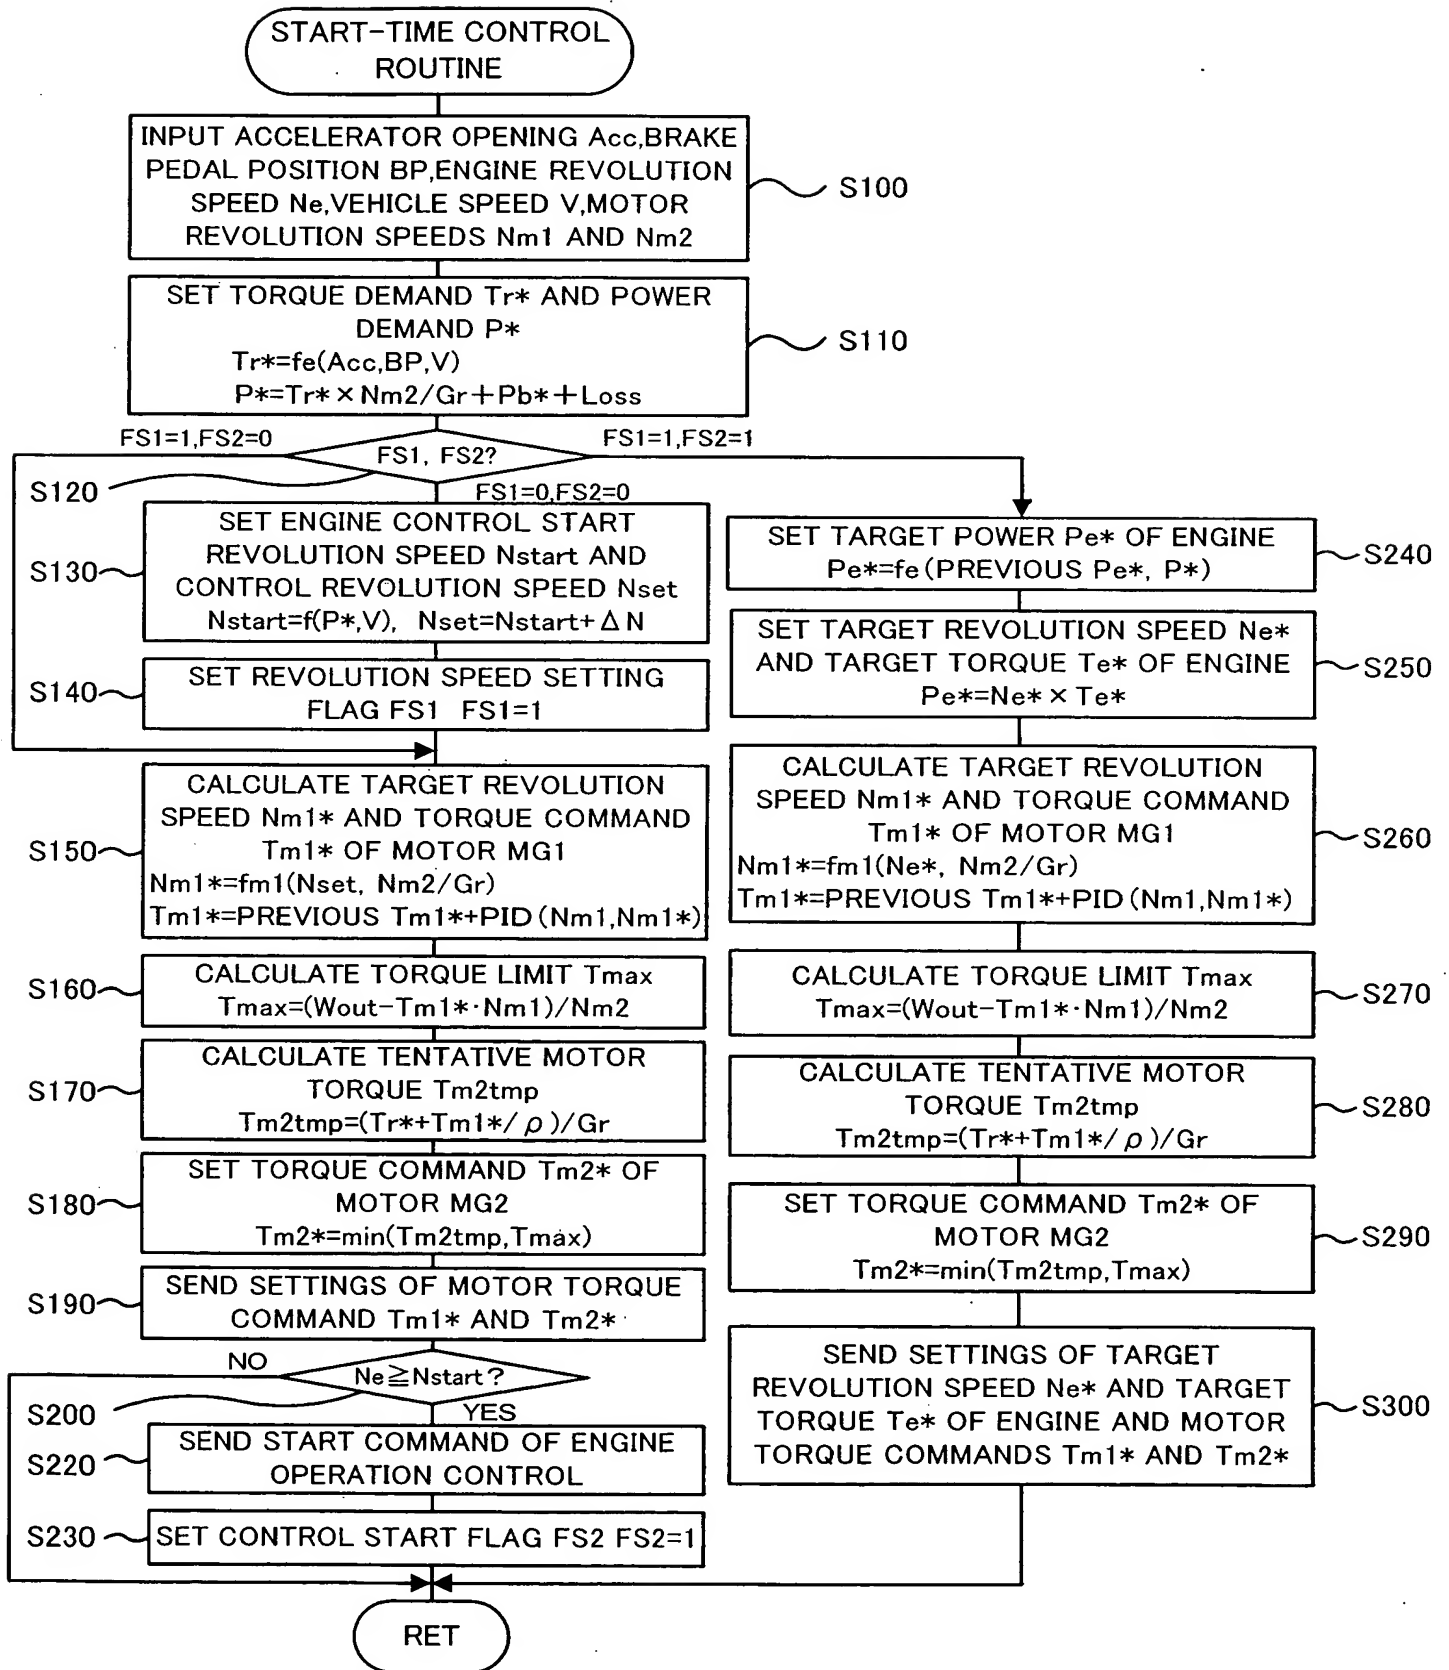 START-TIME CONTROL
ROUTINE
INPUT ACCELERATOR OPENING Acc,BRAKE
PEDAL POSITION BP,ENGINE REVOLUTION
SPEED Ne,VEHICLE SPEED V,MOTOR
REVOLUTION SPEEDS Nm1 AND Nm2
S100
SET TORQUE DEMAND Tr* AND POWER
DEMAND P*
Tr*=fe(Acc,BP,V)
P*=Tr*×Nm2/Gr+Pb*+Loss
S110
FS1=1,FS2=0
FS1=1,FS2=1
FS1, FS2?
S120
FS1=0,FS2=0
SET ENGINE CONTROL START
REVOLUTION SPEED Nstart AND
CONTROL REVOLUTION SPEED Nset
Nstart=f(P*,V), Nset=Nstart+ΔN
S130
SET REVOLUTION SPEED SETTING
FLAG FS1 FS1=1
S140
CALCULATE TARGET REVOLUTION
SPEED Nm1* AND TORQUE COMMAND
Tm1* OF MOTOR MG1
Nm1*=fm1(Nset, Nm2/Gr)
Tm1*=PREVIOUS Tm1*+PID(Nm1,Nm1*)
S150
CALCULATE TORQUE LIMIT Tmax
Tmax=(Wout-Tm1*·Nm1)/Nm2
S160
CALCULATE TENTATIVE MOTOR
TORQUE Tm2tmp
Tm2tmp=(Tr*+Tm1*/ρ)/Gr
S170
SET TORQUE COMMAND Tm2* OF
MOTOR MG2
Tm2*=min(Tm2tmp,Tmax)
S180
SEND SETTINGS OF MOTOR TORQUE
COMMAND Tm1* AND Tm2*
S190
NO
Ne≧Nstart?
S200
YES
SEND START COMMAND OF ENGINE
OPERATION CONTROL
S220
SET CONTROL START FLAG FS2 FS2=1
S230
SET TARGET POWER Pe* OF ENGINE
Pe*=fe(PREVIOUS Pe*, P*)
S240
SET TARGET REVOLUTION SPEED Ne*
AND TARGET TORQUE Te* OF ENGINE
Pe*=Ne*×Te*
S250
CALCULATE TARGET REVOLUTION
SPEED Nm1* AND TORQUE COMMAND
Tm1* OF MOTOR MG1
Nm1*=fm1(Ne*, Nm2/Gr)
Tm1*=PREVIOUS Tm1*+PID(Nm1,Nm1*)
S260
CALCULATE TORQUE LIMIT Tmax
Tmax=(Wout-Tm1*·Nm1)/Nm2
S270
CALCULATE TENTATIVE MOTOR
TORQUE Tm2tmp
Tm2tmp=(Tr*+Tm1*/ρ)/Gr
S280
SET TORQUE COMMAND Tm2* OF
MOTOR MG2
Tm2*=min(Tm2tmp,Tmax)
S290
SEND SETTINGS OF TARGET
REVOLUTION SPEED Ne* AND TARGET
TORQUE Te* OF ENGINE AND MOTOR
TORQUE COMMANDS Tm1* AND Tm2*
S300
RET